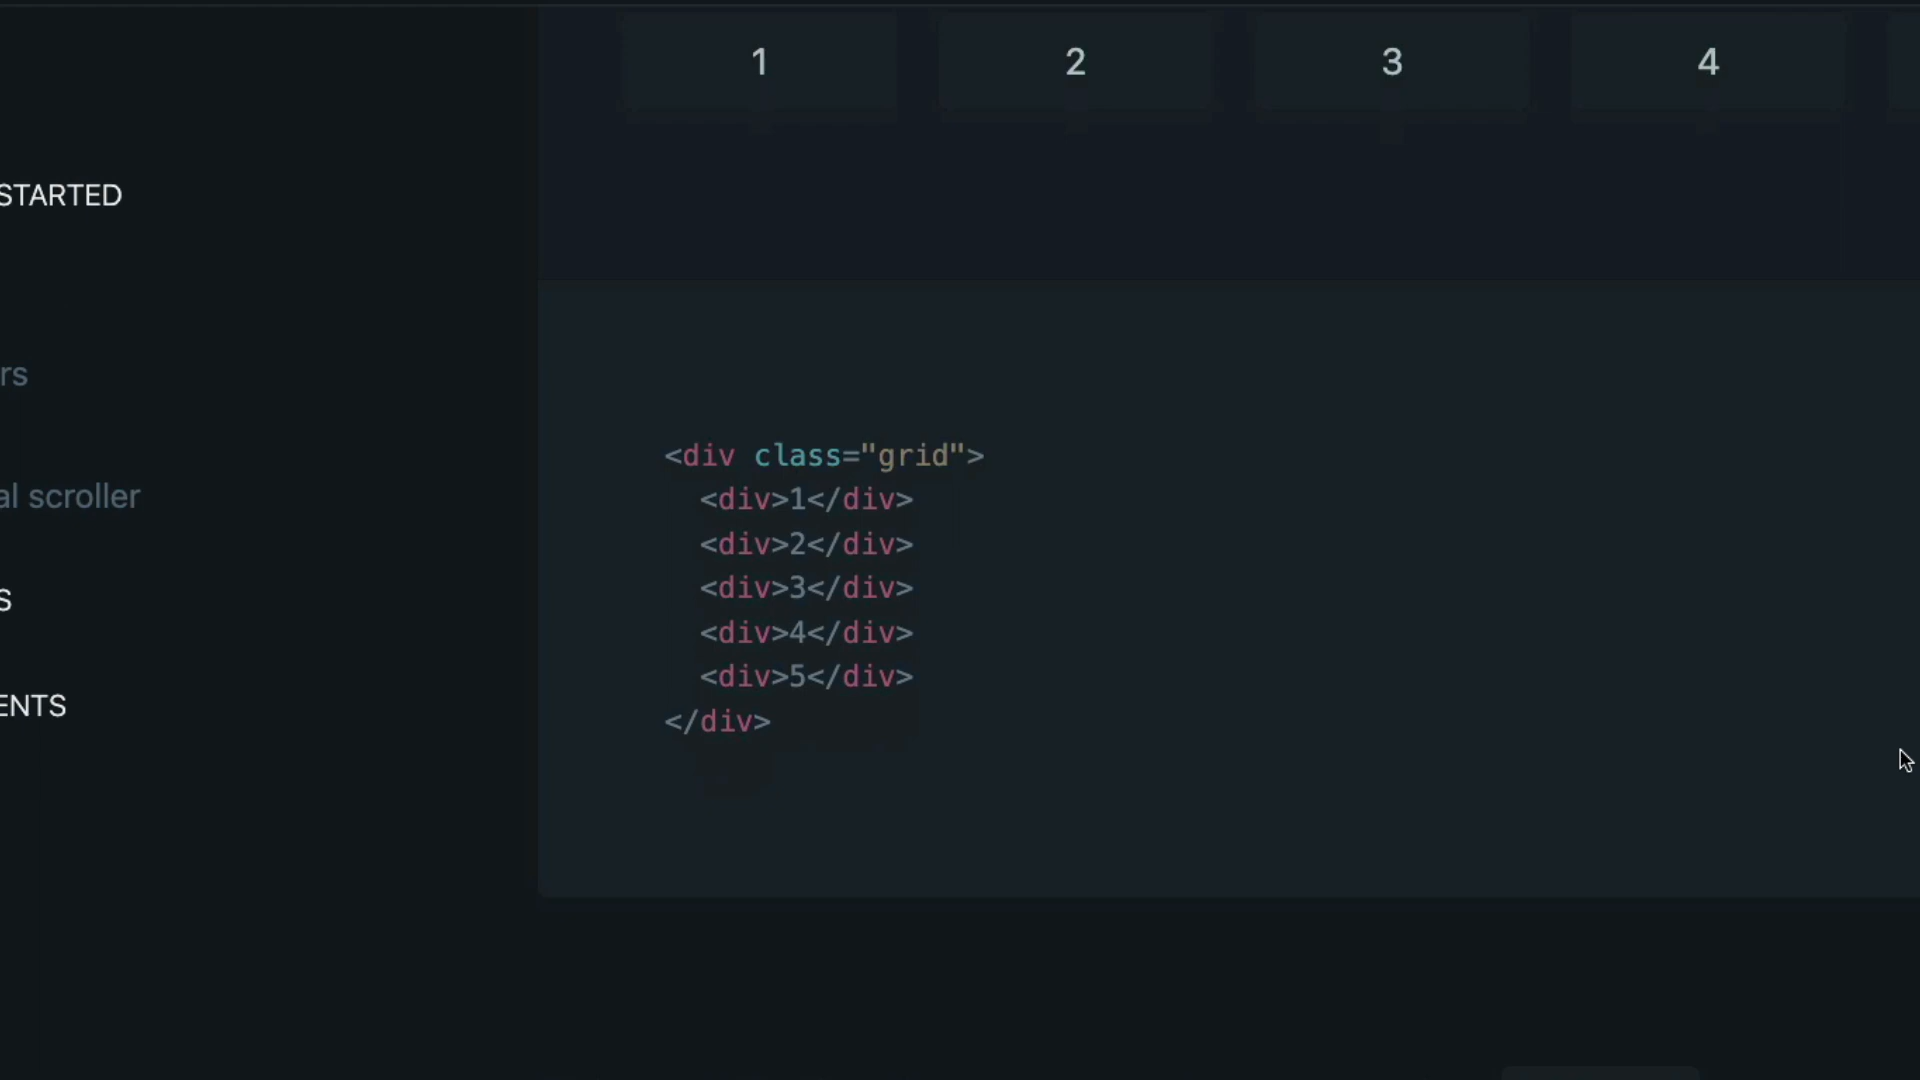 1 2 3 4
STARTED
rs
al scroller
S
ENTS
<div class="grid">
  <div>1</div>
  <div>2</div>
  <div>3</div>
  <div>4</div>
  <div>5</div>
</div>